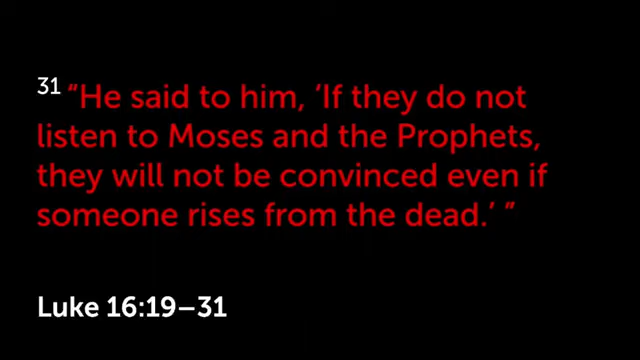 31 “He said to him, ‘If they do not
listen to Moses and the Prophets,
they will not be convinced even if
someone rises from the dead.’ ”
Luke 16:19–31